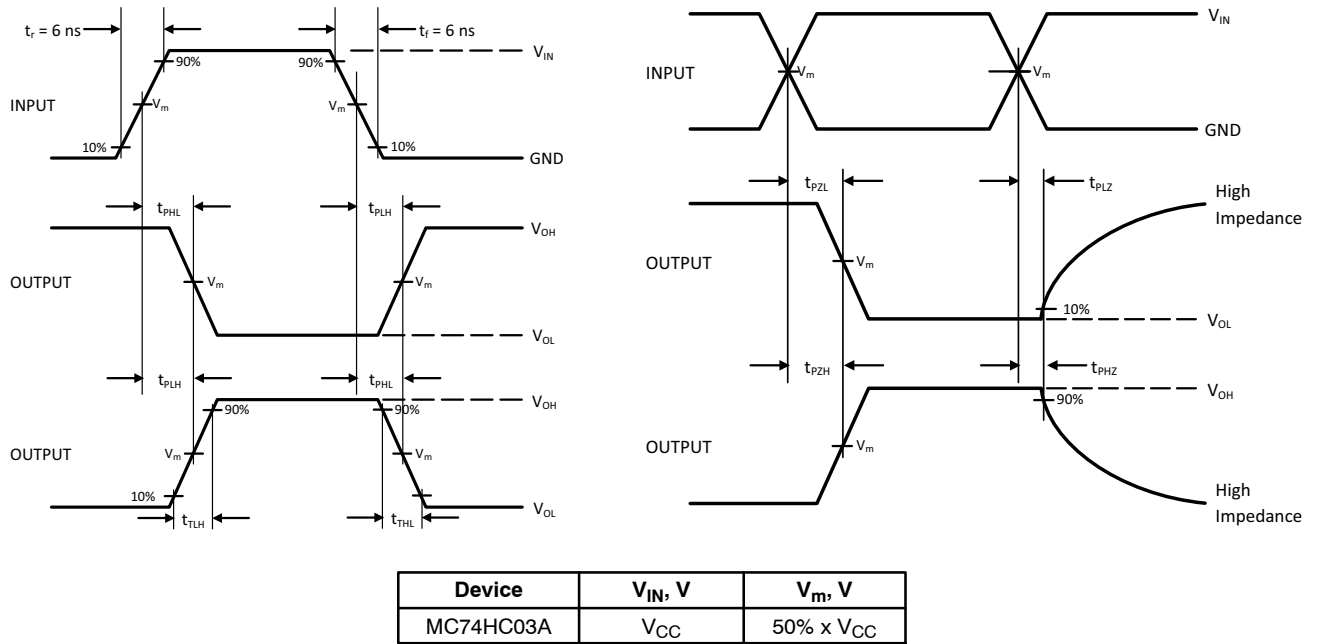 t_r = 6 ns
t_f = 6 ns
V_IN
90%
90%
INPUT
V_m
V_m
10%
10%
GND
t_PHL
t_PLH
V_OH
OUTPUT
V_m
V_m
V_OL
t_PLH
t_PHL
V_OH
90%
90%
OUTPUT
V_m
V_m
10%
V_OL
t_TLH
t_THL
V_IN
INPUT
V_m
V_m
GND
t_PZL
t_PLZ
High
Impedance
OUTPUT
V_m
10%
V_OL
t_PZH
t_PHZ
V_OH
90%
OUTPUT
V_m
High
Impedance
Device V_IN, V V_m, V
MC74HC03A V_CC 50% x V_CC